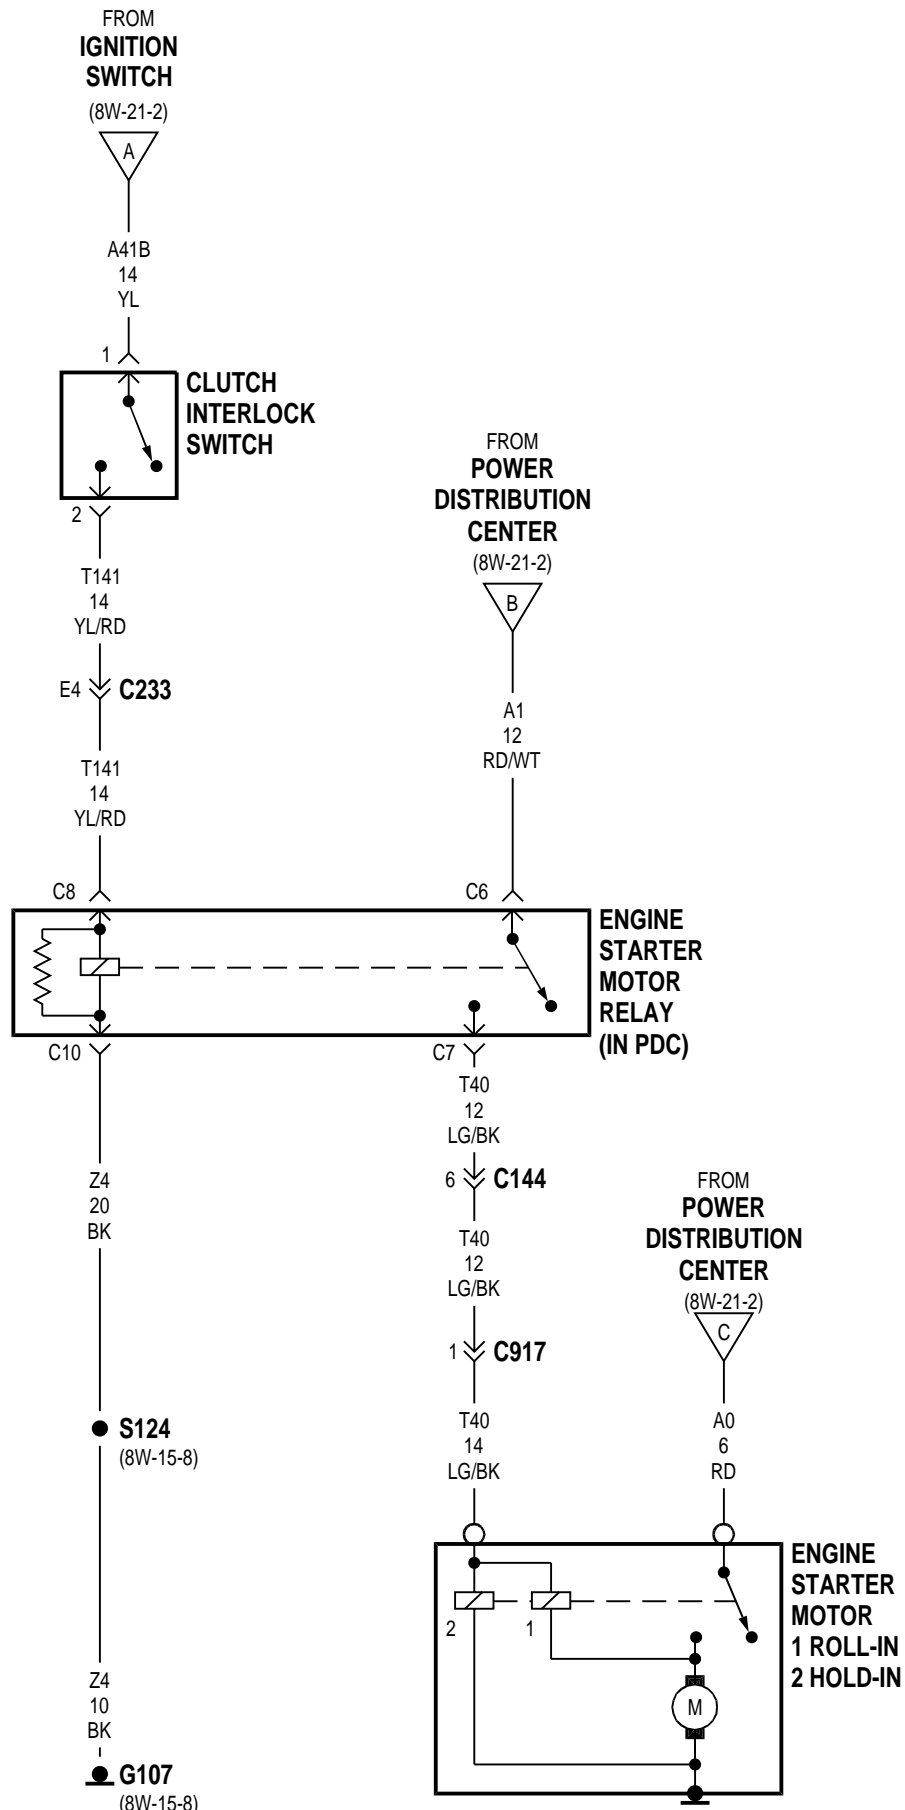 FROM
IGNITION
SWITCH
(8W-21-2)
A
A41B
14
YL
1
CLUTCH
INTERLOCK
SWITCH
2
T141
14
YL/RD
E4 C233
T141
14
YL/RD
C8
FROM
POWER
DISTRIBUTION
CENTER
(8W-21-2)
B
A1
12
RD/WT
C6
ENGINE
STARTER
MOTOR
RELAY
(IN PDC)
C10
Z4
20
BK
S124
(8W-15-8)
Z4
10
BK
G107
(8W-15-8)
C7
T40
12
LG/BK
6 C144
T40
12
LG/BK
1 C917
T40
14
LG/BK
FROM
POWER
DISTRIBUTION
CENTER
(8W-21-2)
C
A0
6
RD
2
1
M
ENGINE
STARTER
MOTOR
1 ROLL-IN
2 HOLD-IN